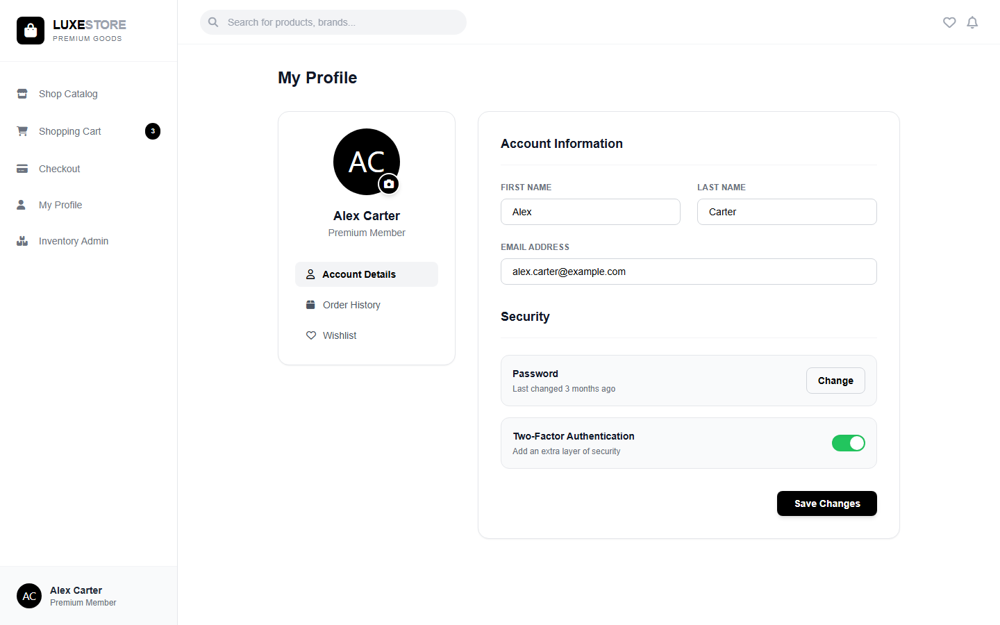 LUXESTORE
PREMIUM GOODS
Search for products, brands...
Shop Catalog
Shopping Cart 3
Checkout
My Profile
Inventory Admin
AC
Alex Carter
Premium Member
My Profile
AC
Alex Carter
Premium Member
Account Details
Order History
Wishlist
Account Information
FIRST NAME LAST NAME
Alex Carter
EMAIL ADDRESS
alex.carter@example.com
Security
Password
Last changed 3 months ago
Change
Two-Factor Authentication
Add an extra layer of security
Save Changes